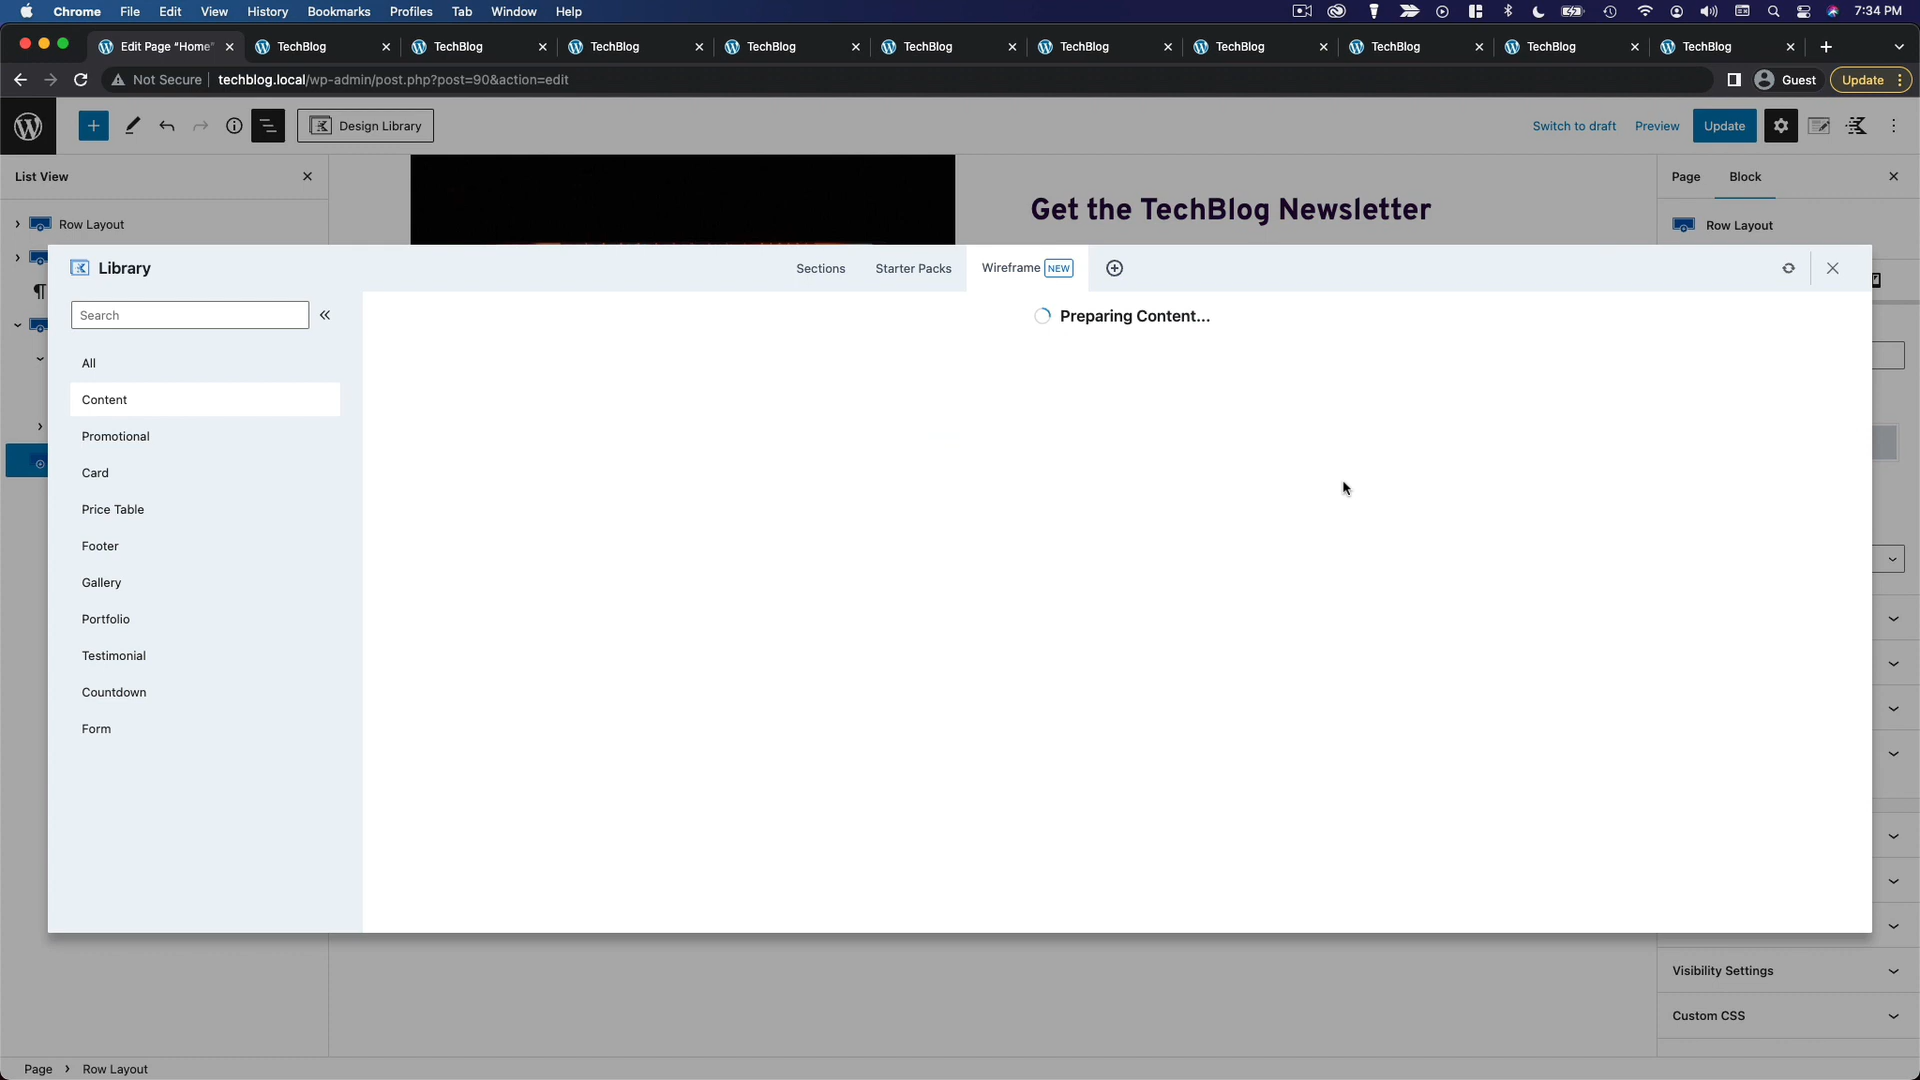 Chrome File Edit View History Bookmarks Profiles Tab Window Help 7:34 PM
Edit Page “Home” TechBlog TechBlog TechBlog TechBlog TechBlog TechBlog TechBlog TechBlog TechBlog TechBlog
Not Secure techblog.local/wp-admin/post.php?post=90&action=edit Guest Update
Design Library Switch to draft Preview Update
List View Page Block
Row Layout Get the TechBlog Newsletter Row Layout
Library Sections Starter Packs Wireframe NEW
Search Preparing Content...
All
Content
Promotional
Card
Price Table
Footer
Gallery
Portfolio
Testimonial
Countdown
Form
Visibility Settings
Custom CSS
Page Row Layout